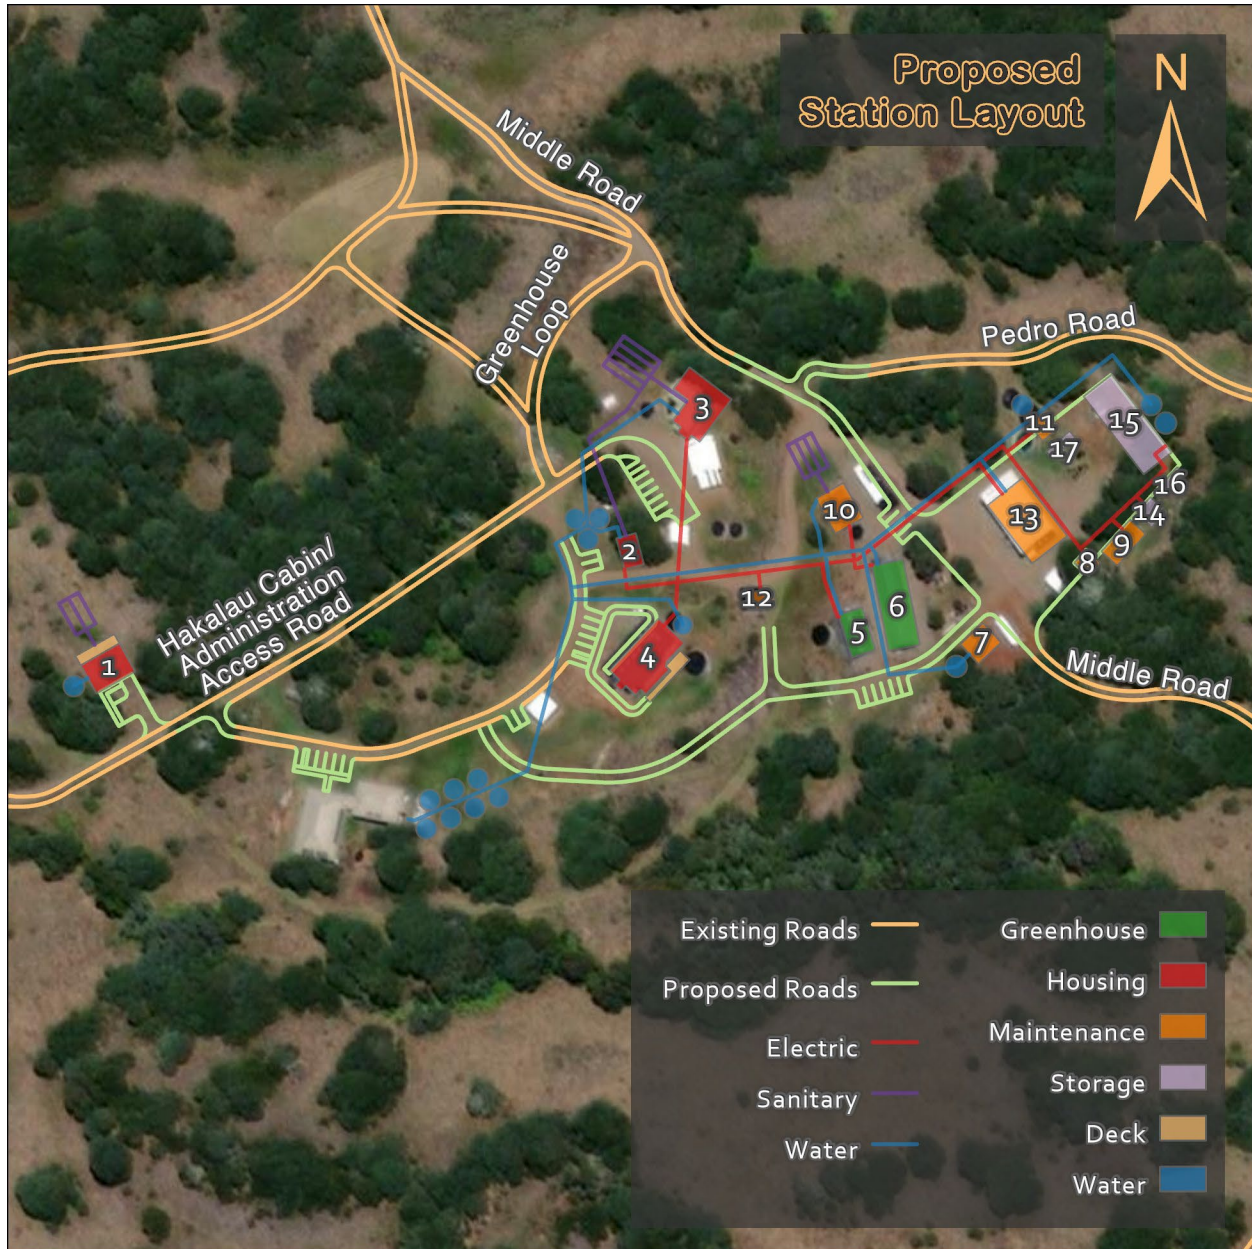 Proposed
Station Layout
N
Middle Road
Greenhouse
Loop
Pedro Road
3
11
15
17
10
16
13
14
2
9
8
12
6
5
7
4
Hakalau Cabin/
Administration
Access Road
1
Middle Road
Existing Roads
Proposed Roads
Electric
Sanitary
Water
Greenhouse
Housing
Maintenance
Storage
Deck
Water